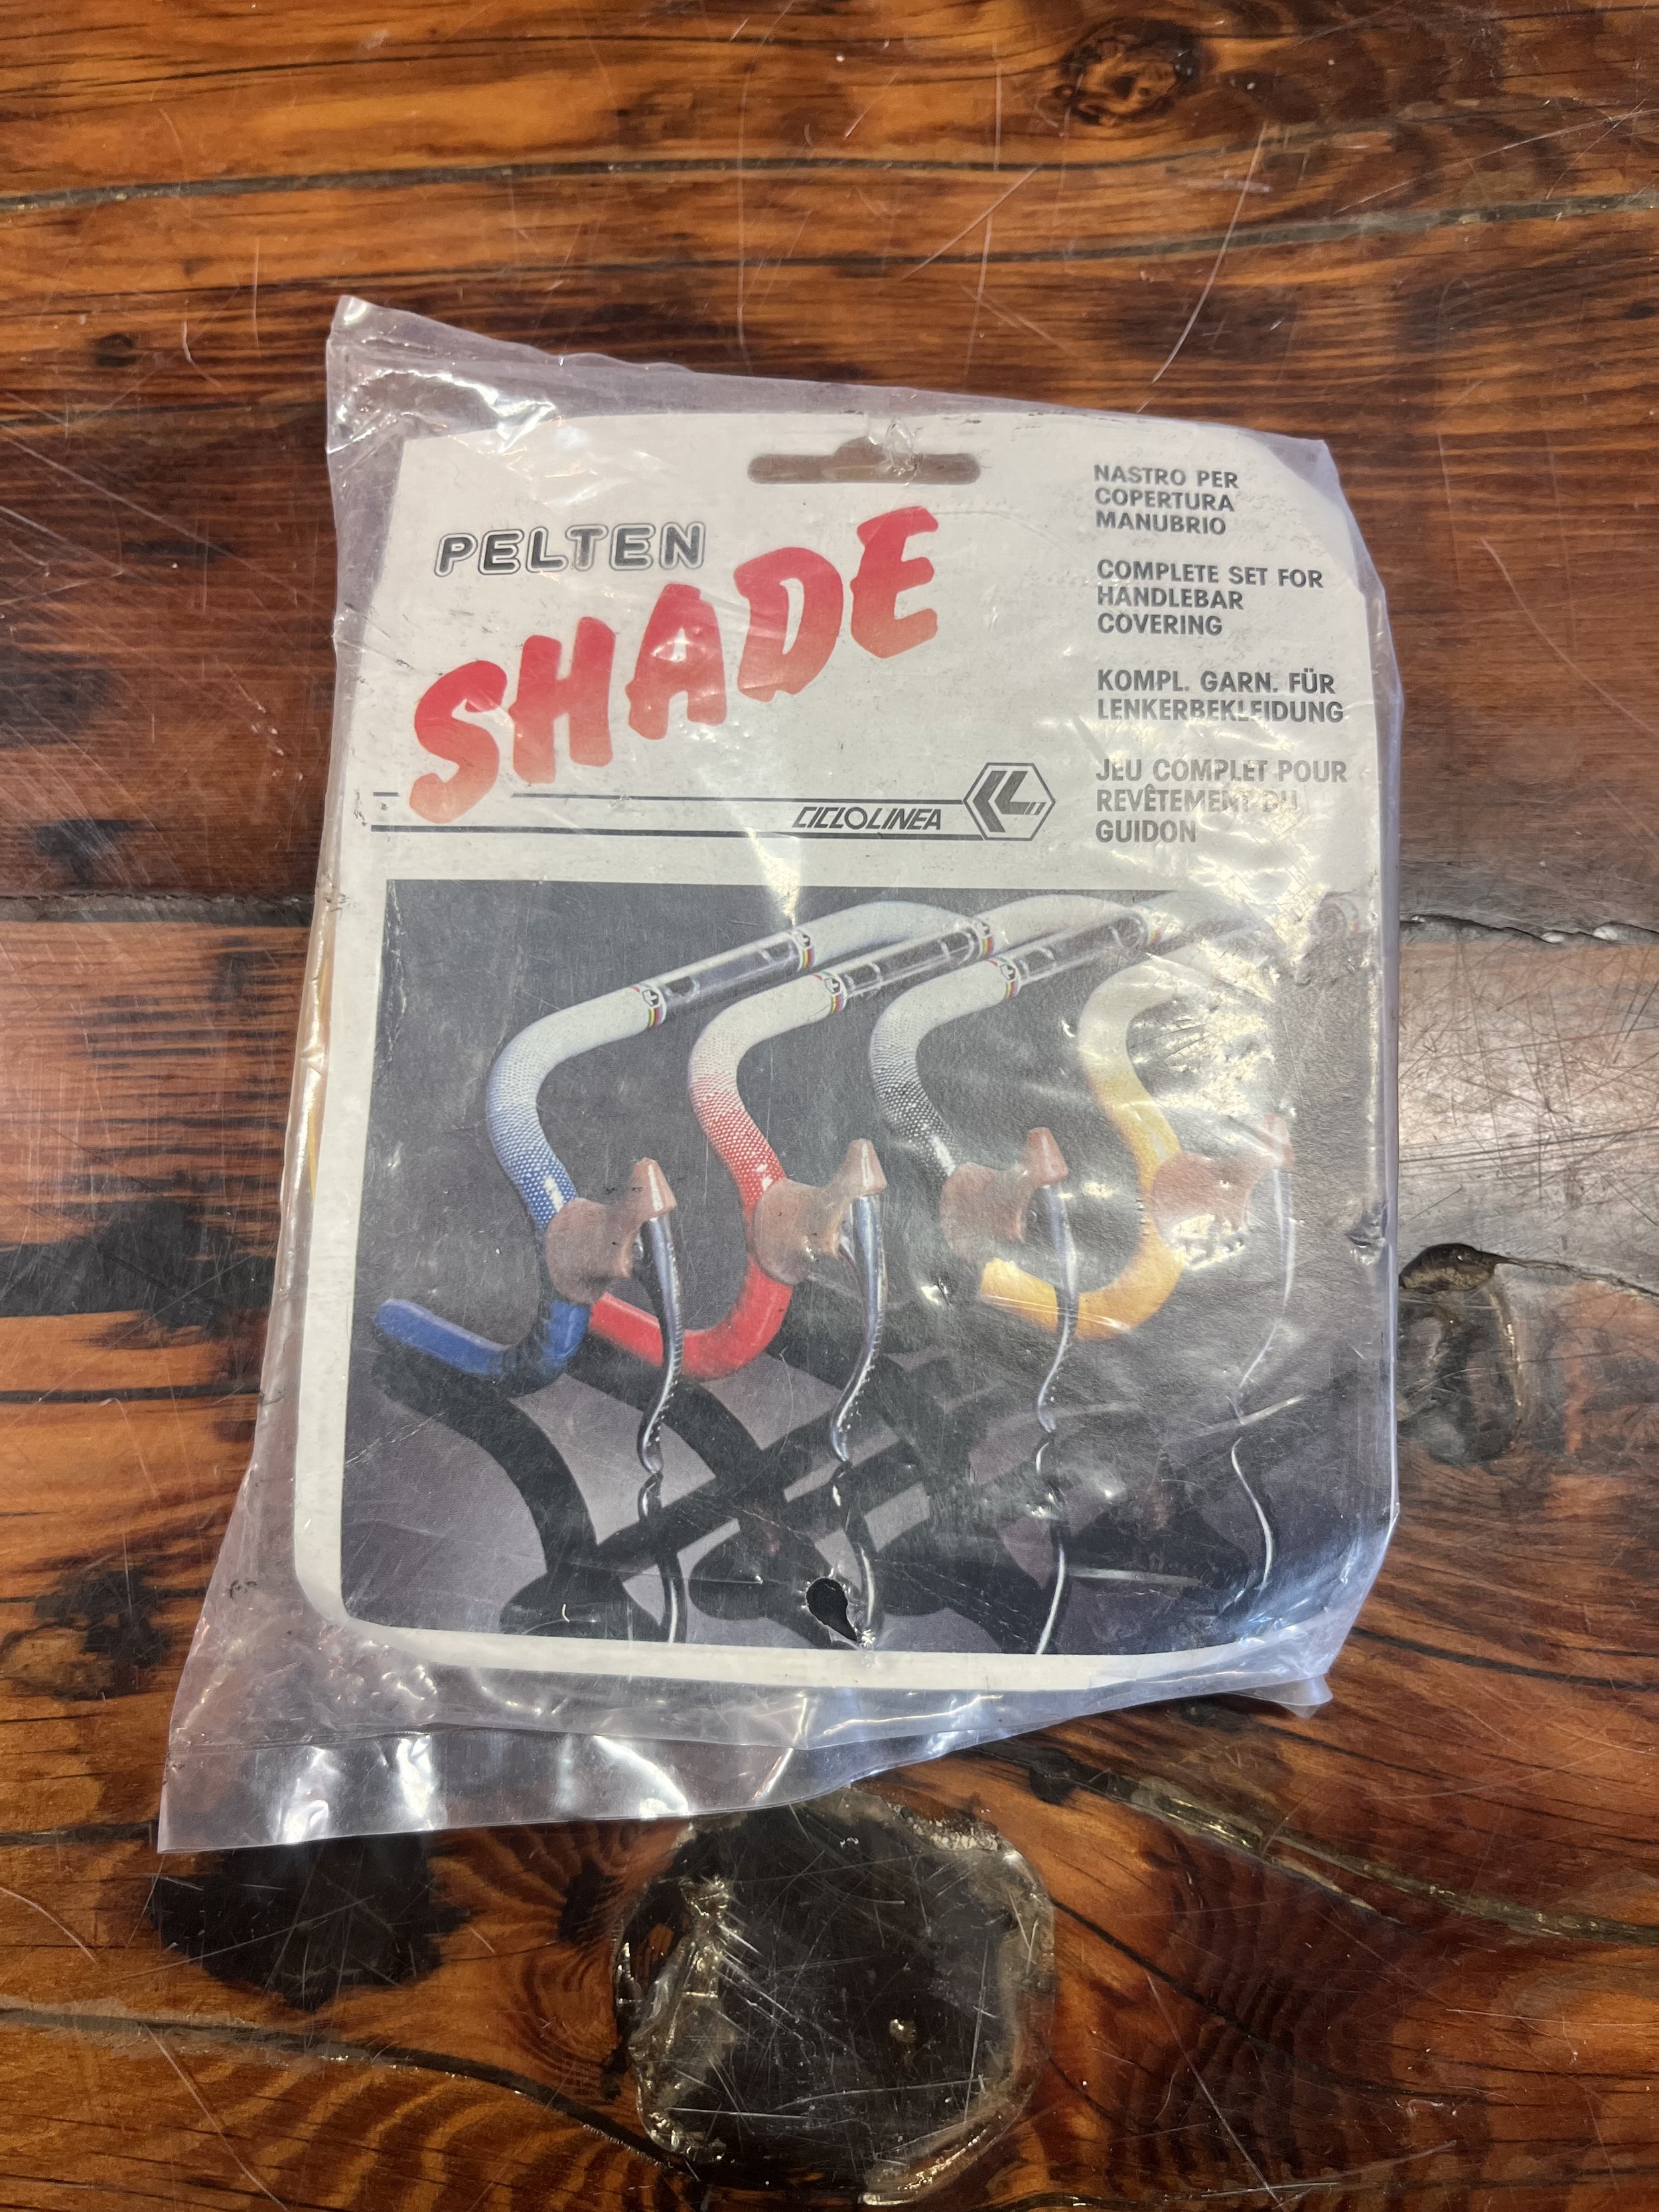 PELTEN
SHADE
CICLOLINEA
NASTRO PER
COPERTURA
MANUBRIO
COMPLETE SET FOR
HANDLEBAR
COVERING
KOMPL. GARN. FÜR
LENKERBEKLEIDUNG
JEU COMPLET POUR
REVÊTEMENT DU
GUIDON